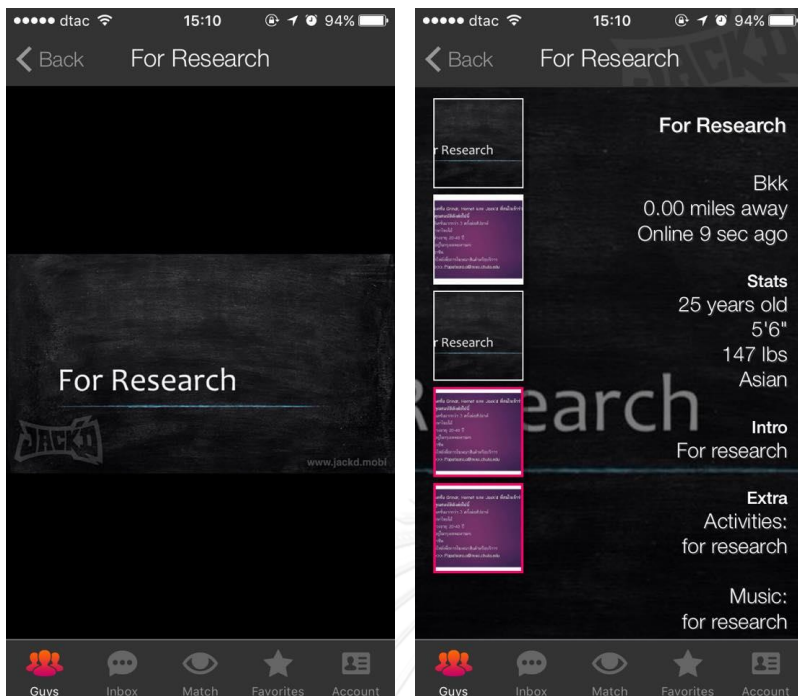 dtac 15:10 94%
Back For Research
For Research
JACK'D
www.jackd.mobi
Guys Inbox Match Favorites Account
dtac 15:10 94%
Back For Research
JACK'D
r Research
r Research
For Research
Bkk
0.00 miles away
Online 9 sec ago
Stats
25 years old
5'6"
147 lbs
Asian
Research
Intro
For research
Extra
Activities:
for research
Music:
for research
Guys Inbox Match Favorites Account